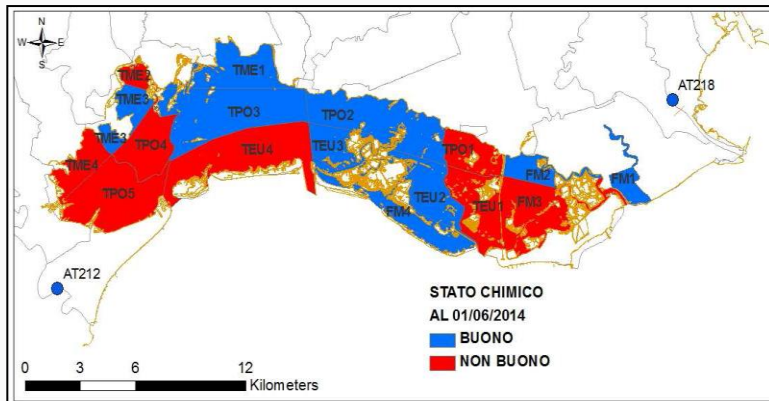 N
W E
S
TME2
TME1
AT218
TME3
TPO3
TPO2
TME3
TPO4
TEU3
TPO1
TEU4
TME4
FM2
FM1
TPO5
TEU2
TEU1
FM3
FM4
AT212
STATO CHIMICO
AL 01/06/2014
BUONO
NON BUONO
0 3 6 12
Kilometers